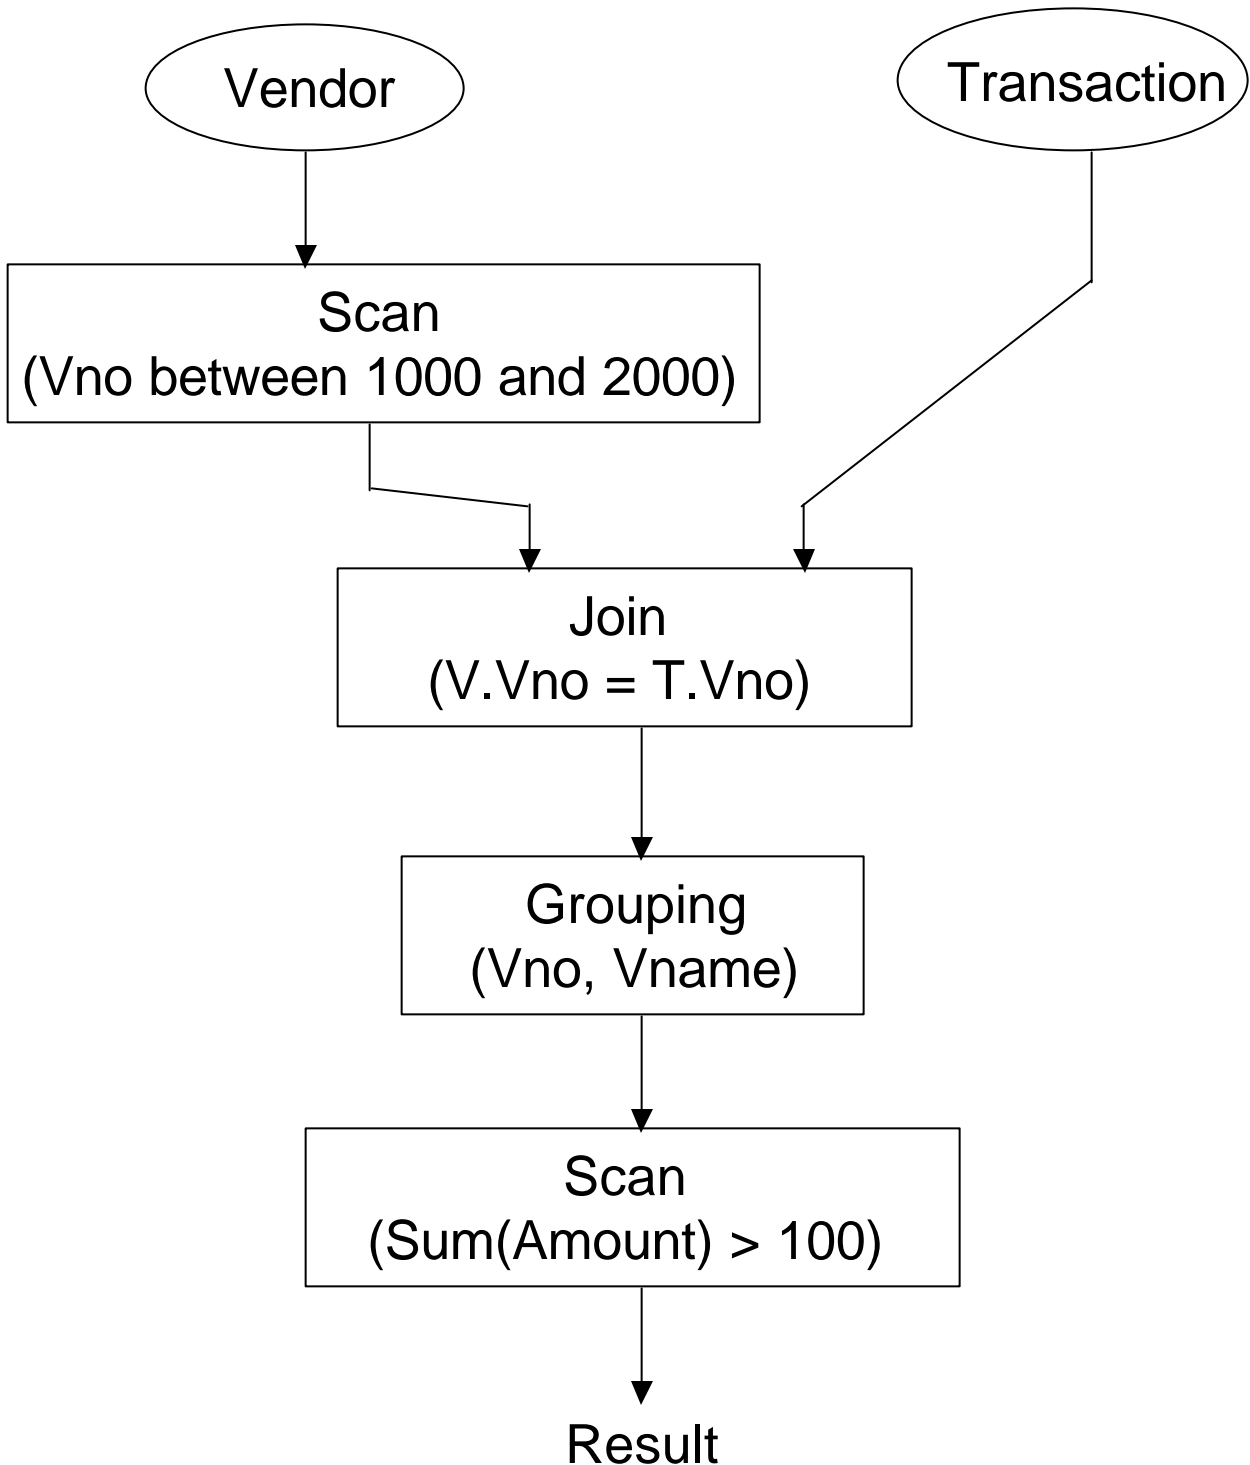 Vendor
Transaction
Scan
(Vno between 1000 and 2000)
Join
(V.Vno = T.Vno)
Grouping
(Vno, Vname)
Scan
(Sum(Amount) > 100)
Result